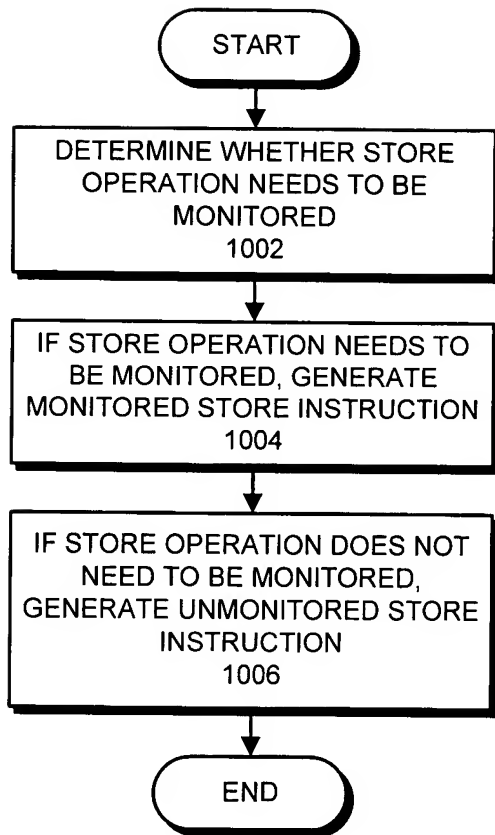 START
DETERMINE WHETHER STORE
OPERATION NEEDS TO BE
MONITORED
1002
IF STORE OPERATION NEEDS TO
BE MONITORED, GENERATE
MONITORED STORE INSTRUCTION
1004
IF STORE OPERATION DOES NOT
NEED TO BE MONITORED,
GENERATE UNMONITORED STORE
INSTRUCTION
1006
END